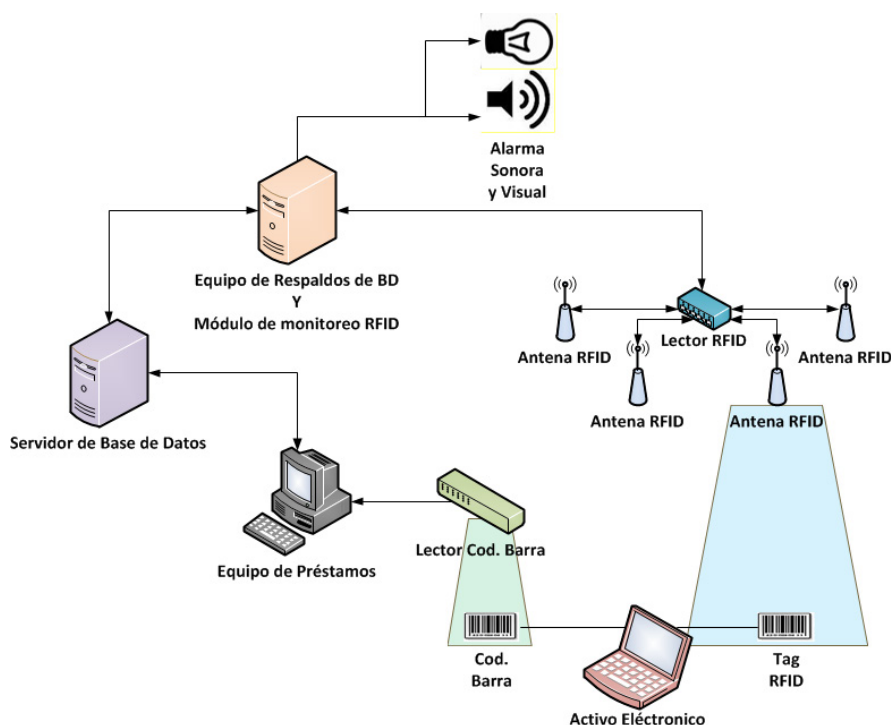 Alarma
Sonora
y Visual
Equipo de Respaldos de BD
Y
Módulo de monitoreo RFID
Lector RFID
Antena RFID
Antena RFID
Antena RFID
Antena RFID
Servidor de Base de Datos
Equipo de Préstamos
Lector Cod. Barra
Cod.
Barra
Tag
RFID
Activo Eléctronico